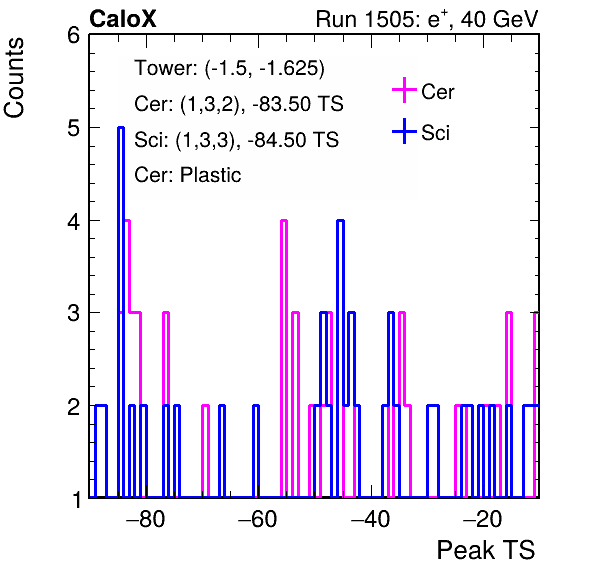 CaloX Run 1505: e+, 40 GeV
Counts
6
5
4
3
2
1
Tower: (-1.5, -1.625)
Cer: (1,3,2), -83.50 TS
Sci: (1,3,3), -84.50 TS
Cer: Plastic
Cer
Sci
−80 −60 −40 −20
Peak TS